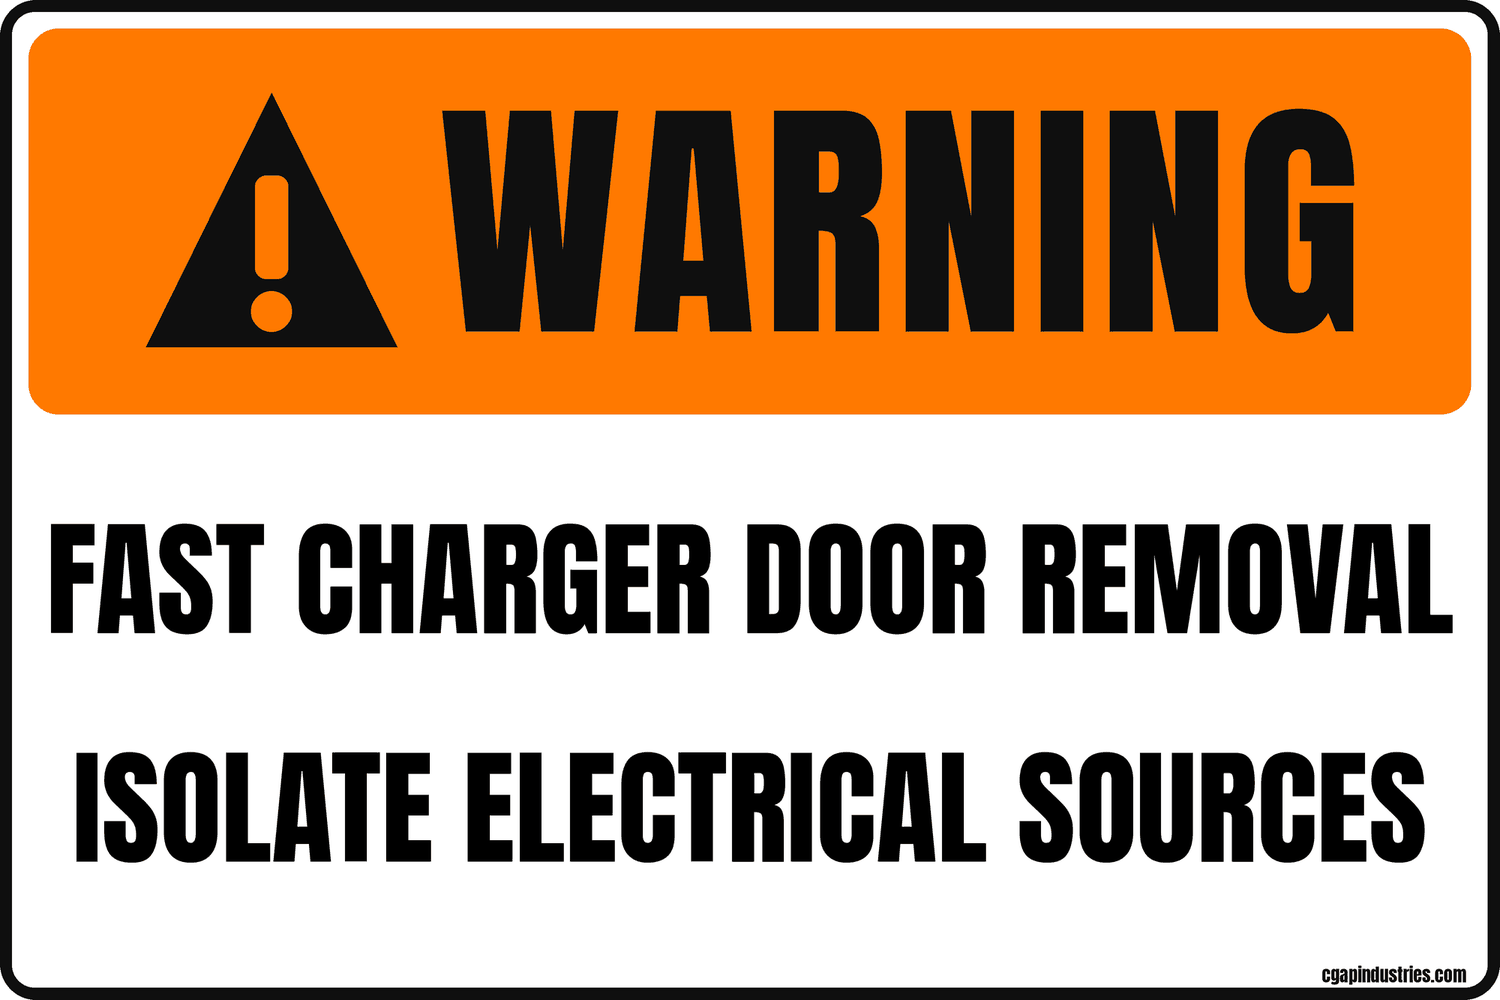 WARNING
FAST CHARGER DOOR REMOVAL
ISOLATE ELECTRICAL SOURCES
cgapindustries.com